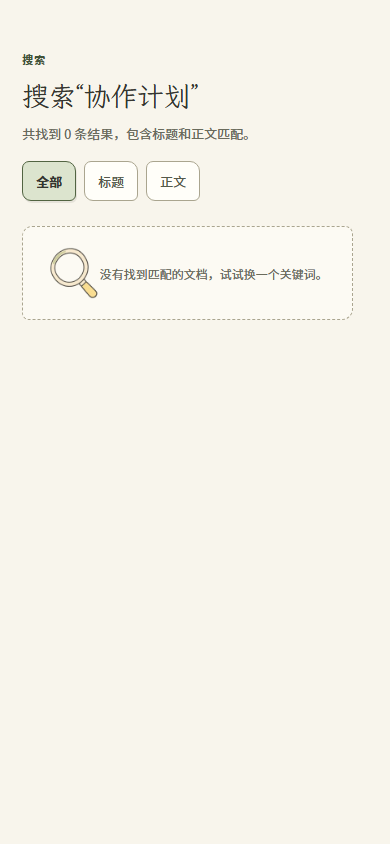 搜索
搜索“协作计划”
共找到 0 条结果，包含标题和正文匹配。
全部
标题
正文
没有找到匹配的文档，试试换一个关键词。